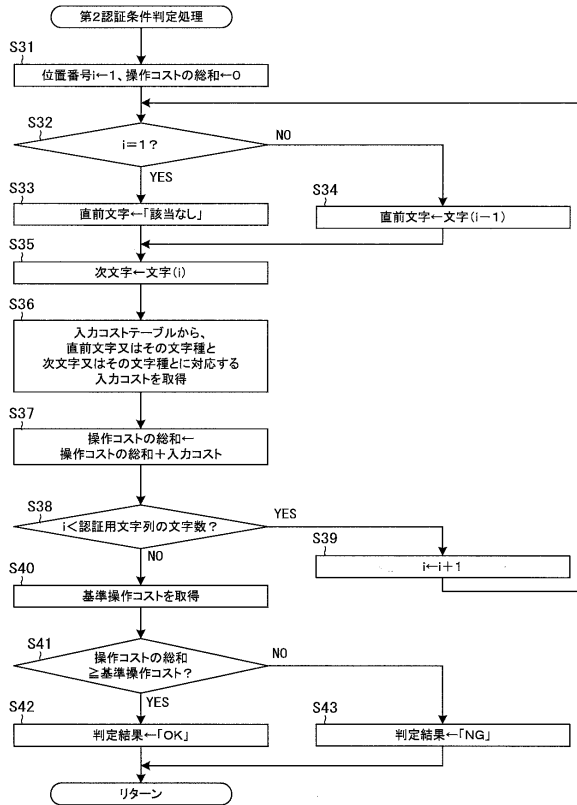 第2認証条件判定処理
S31
位置番号i←1、操作コストの総和←0
S32
i=1?
NO
YES
S33
直前文字←「該当なし」
S34
直前文字←文字(i-1)
S35
次文字←文字(i)
S36
入力コストテーブルから、
直前文字又はその文字種と
次文字又はその文字種とに対応する
入力コストを取得
S37
操作コストの総和←
操作コストの総和+入力コスト
S38
i<認証用文字列の文字数?
YES
NO
S39
i←i+1
S40
基準操作コストを取得
S41
操作コストの総和
≧基準操作コスト?
NO
YES
S42
判定結果←「OK」
S43
判定結果←「NG」
リターン